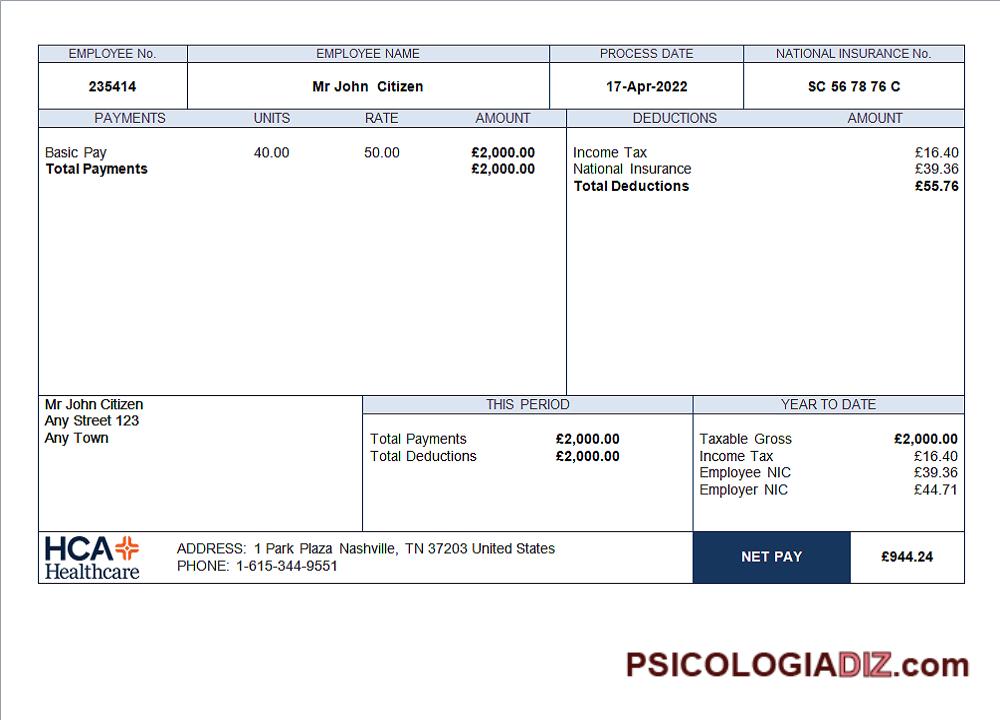 EMPLOYEE No. EMPLOYEE NAME PROCESS DATE NATIONAL INSURANCE No.
235414 Mr John Citizen 17-Apr-2022 SC 56 78 76 C
PAYMENTS UNITS RATE AMOUNT DEDUCTIONS AMOUNT
Basic Pay 40.00 50.00 £2,000.00 Income Tax £16.40
Total Payments £2,000.00 National Insurance £39.36
Total Deductions £55.76
Mr John Citizen THIS PERIOD YEAR TO DATE
Any Street 123
Any Town Total Payments £2,000.00 Taxable Gross £2,000.00
Total Deductions £2,000.00 Income Tax £16.40
Employee NIC £39.36
Employer NIC £44.71
HCA Healthcare
ADDRESS: 1 Park Plaza Nashville, TN 37203 United States
PHONE: 1-615-344-9551
NET PAY £944.24
PSICOLOGIADIZ.com